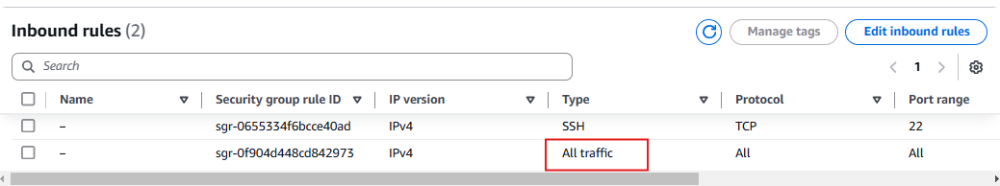 Inbound rules (2)
Manage tags
Edit inbound rules
Search
1
Name Security group rule ID IP version Type Protocol Port range
– sgr-0655334f6bcce40ad IPv4 SSH TCP 22
– sgr-0f904d448cd842973 IPv4 All traffic All All